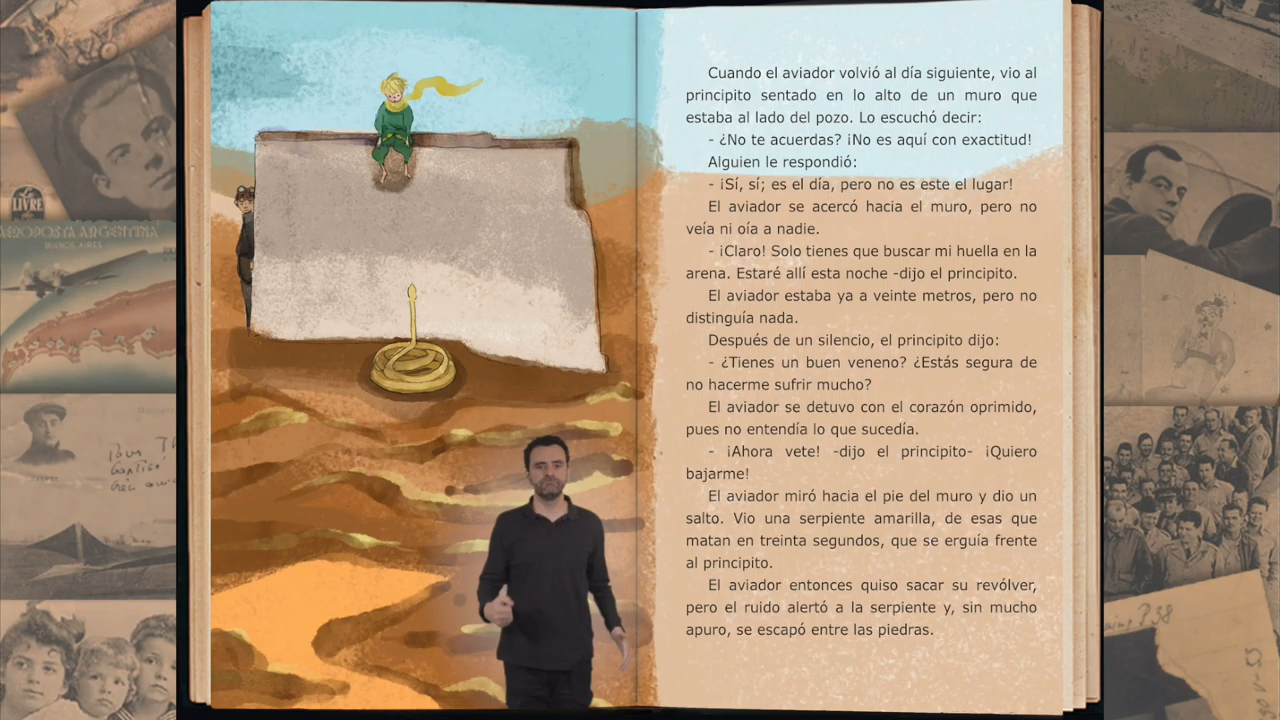 Cuando el aviador volvió al día siguiente, vio al
principito sentado en lo alto de un muro que
estaba al lado del pozo. Lo escuchó decir:
- ¿No te acuerdas? ¡No es aquí con exactitud!
Alguien le respondió:
- ¡Sí, sí; es el día, pero no es este el lugar!
El aviador se acercó hacia el muro, pero no
veía ni oía a nadie.
- ¡Claro! Solo tienes que buscar mi huella en la
arena. Estaré allí esta noche -dijo el principito.
El aviador estaba ya a veinte metros, pero no
distinguía nada.
Después de un silencio, el principito dijo:
- ¿Tienes un buen veneno? ¿Estás segura de
no hacerme sufrir mucho?
El aviador se detuvo con el corazón oprimido,
pues no entendía lo que sucedía.
- ¡Ahora vete! -dijo el principito- ¡Quiero
bajarme!
El aviador miró hacia el pie del muro y dio un
salto. Vio una serpiente amarilla, de esas que
matan en treinta segundos, que se erguía frente
al principito.
El aviador entonces quiso sacar su revólver,
pero el ruido alertó a la serpiente y, sin mucho
apuro, se escapó entre las piedras.
LIVRE
AEROPOSTA ARGENTINA
BUENOS AIRES
P38